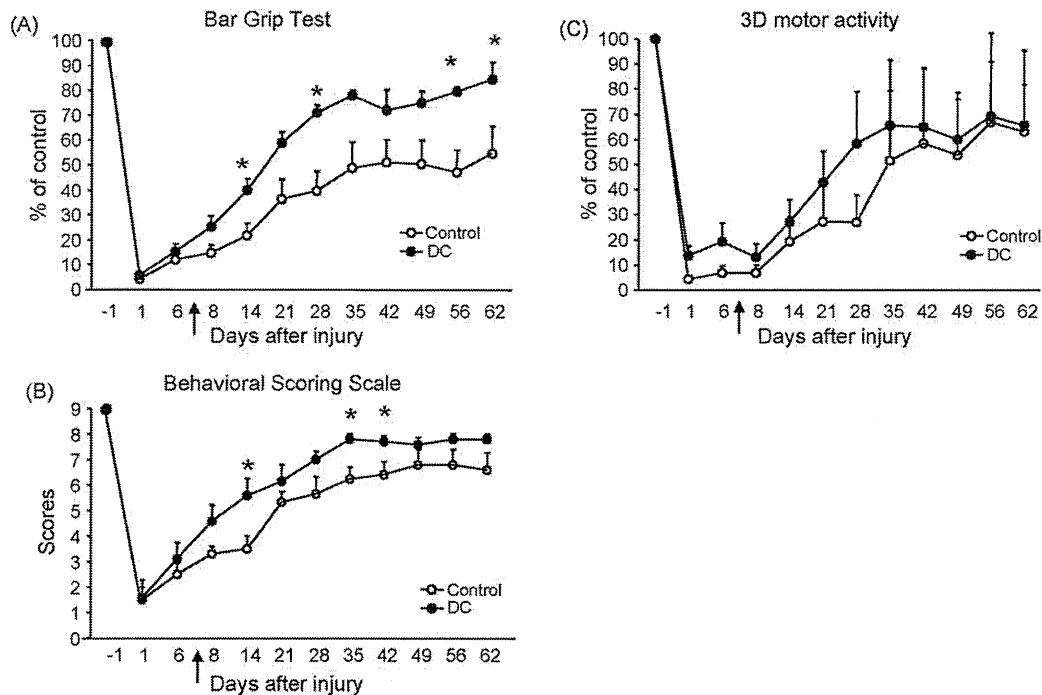 (A)
Bar Grip Test
% of control
100
90
80
70
60
50
40
30
20
10
0
* * * *
Control
DC
-1 1 6 8 14 21 28 35 42 49 56 62
Days after injury
(B)
Behavioral Scoring Scale
Scores
9
8
7
6
5
4
3
2
1
0
* * *
Control
DC
-1 1 6 8 14 21 28 35 42 49 56 62
Days after injury
(C)
3D motor activity
% of control
100
90
80
70
60
50
40
30
20
10
0
Control
DC
-1 1 6 8 14 21 28 35 42 49 56 62
Days after injury